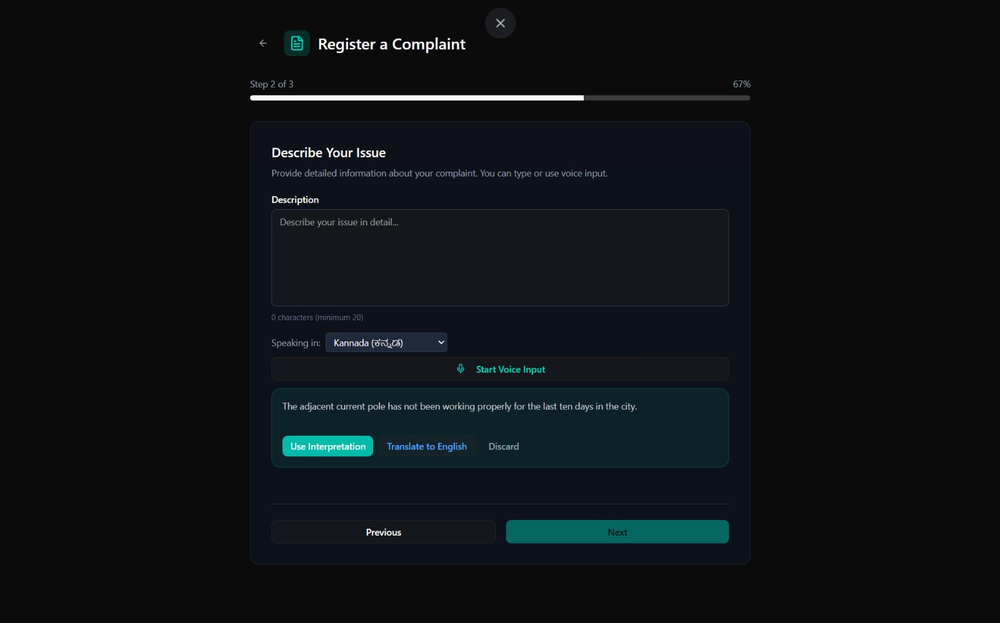 Register a Complaint
Step 2 of 3
67%
Describe Your Issue
Provide detailed information about your complaint. You can type or use voice input.
Description
Describe your issue in detail...
0 characters (minimum 20)
Speaking in: Kannada (ಕನ್ನಡ)
Start Voice Input
The adjacent current pole has not been working properly for the last ten days in the city.
Use Interpretation Translate to English Discard
Previous Next